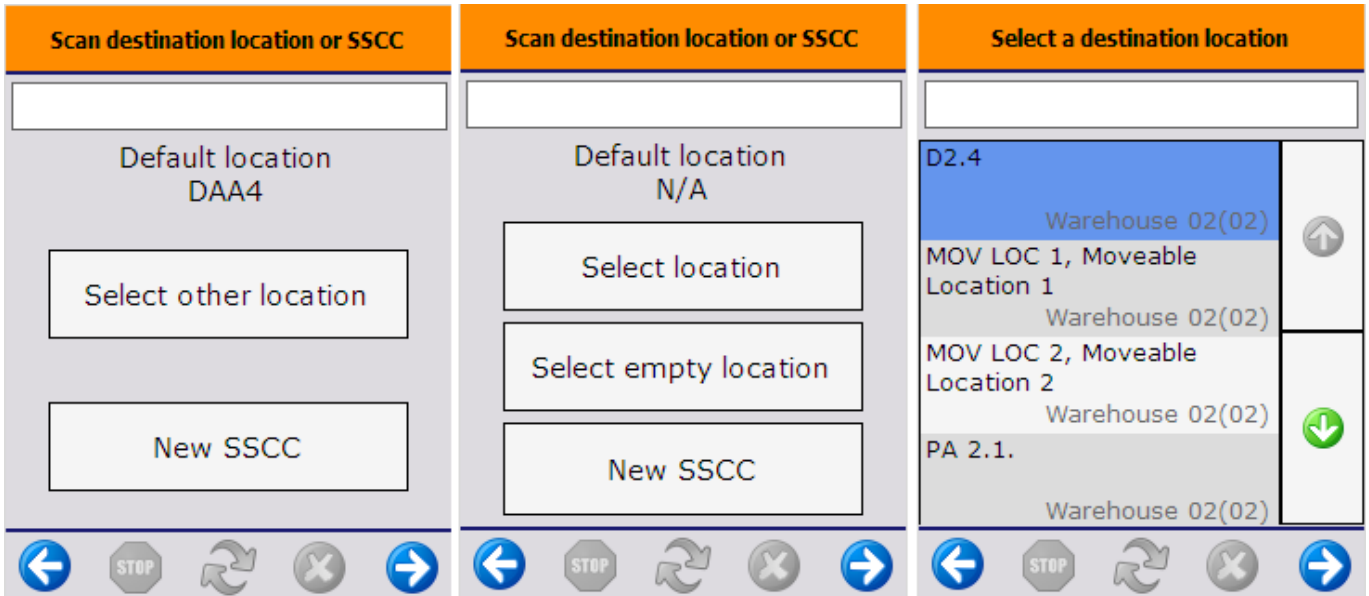 Scan destination location or SSCC
Default location
DAA4
Select other location
New SSCC
STOP
Scan destination location or SSCC
Default location
N/A
Select location
Select empty location
New SSCC
STOP
Select a destination location
D2.4
Warehouse 02(02)
MOV LOC 1, Moveable
Location 1
Warehouse 02(02)
MOV LOC 2, Moveable
Location 2
Warehouse 02(02)
PA 2.1.
Warehouse 02(02)
STOP